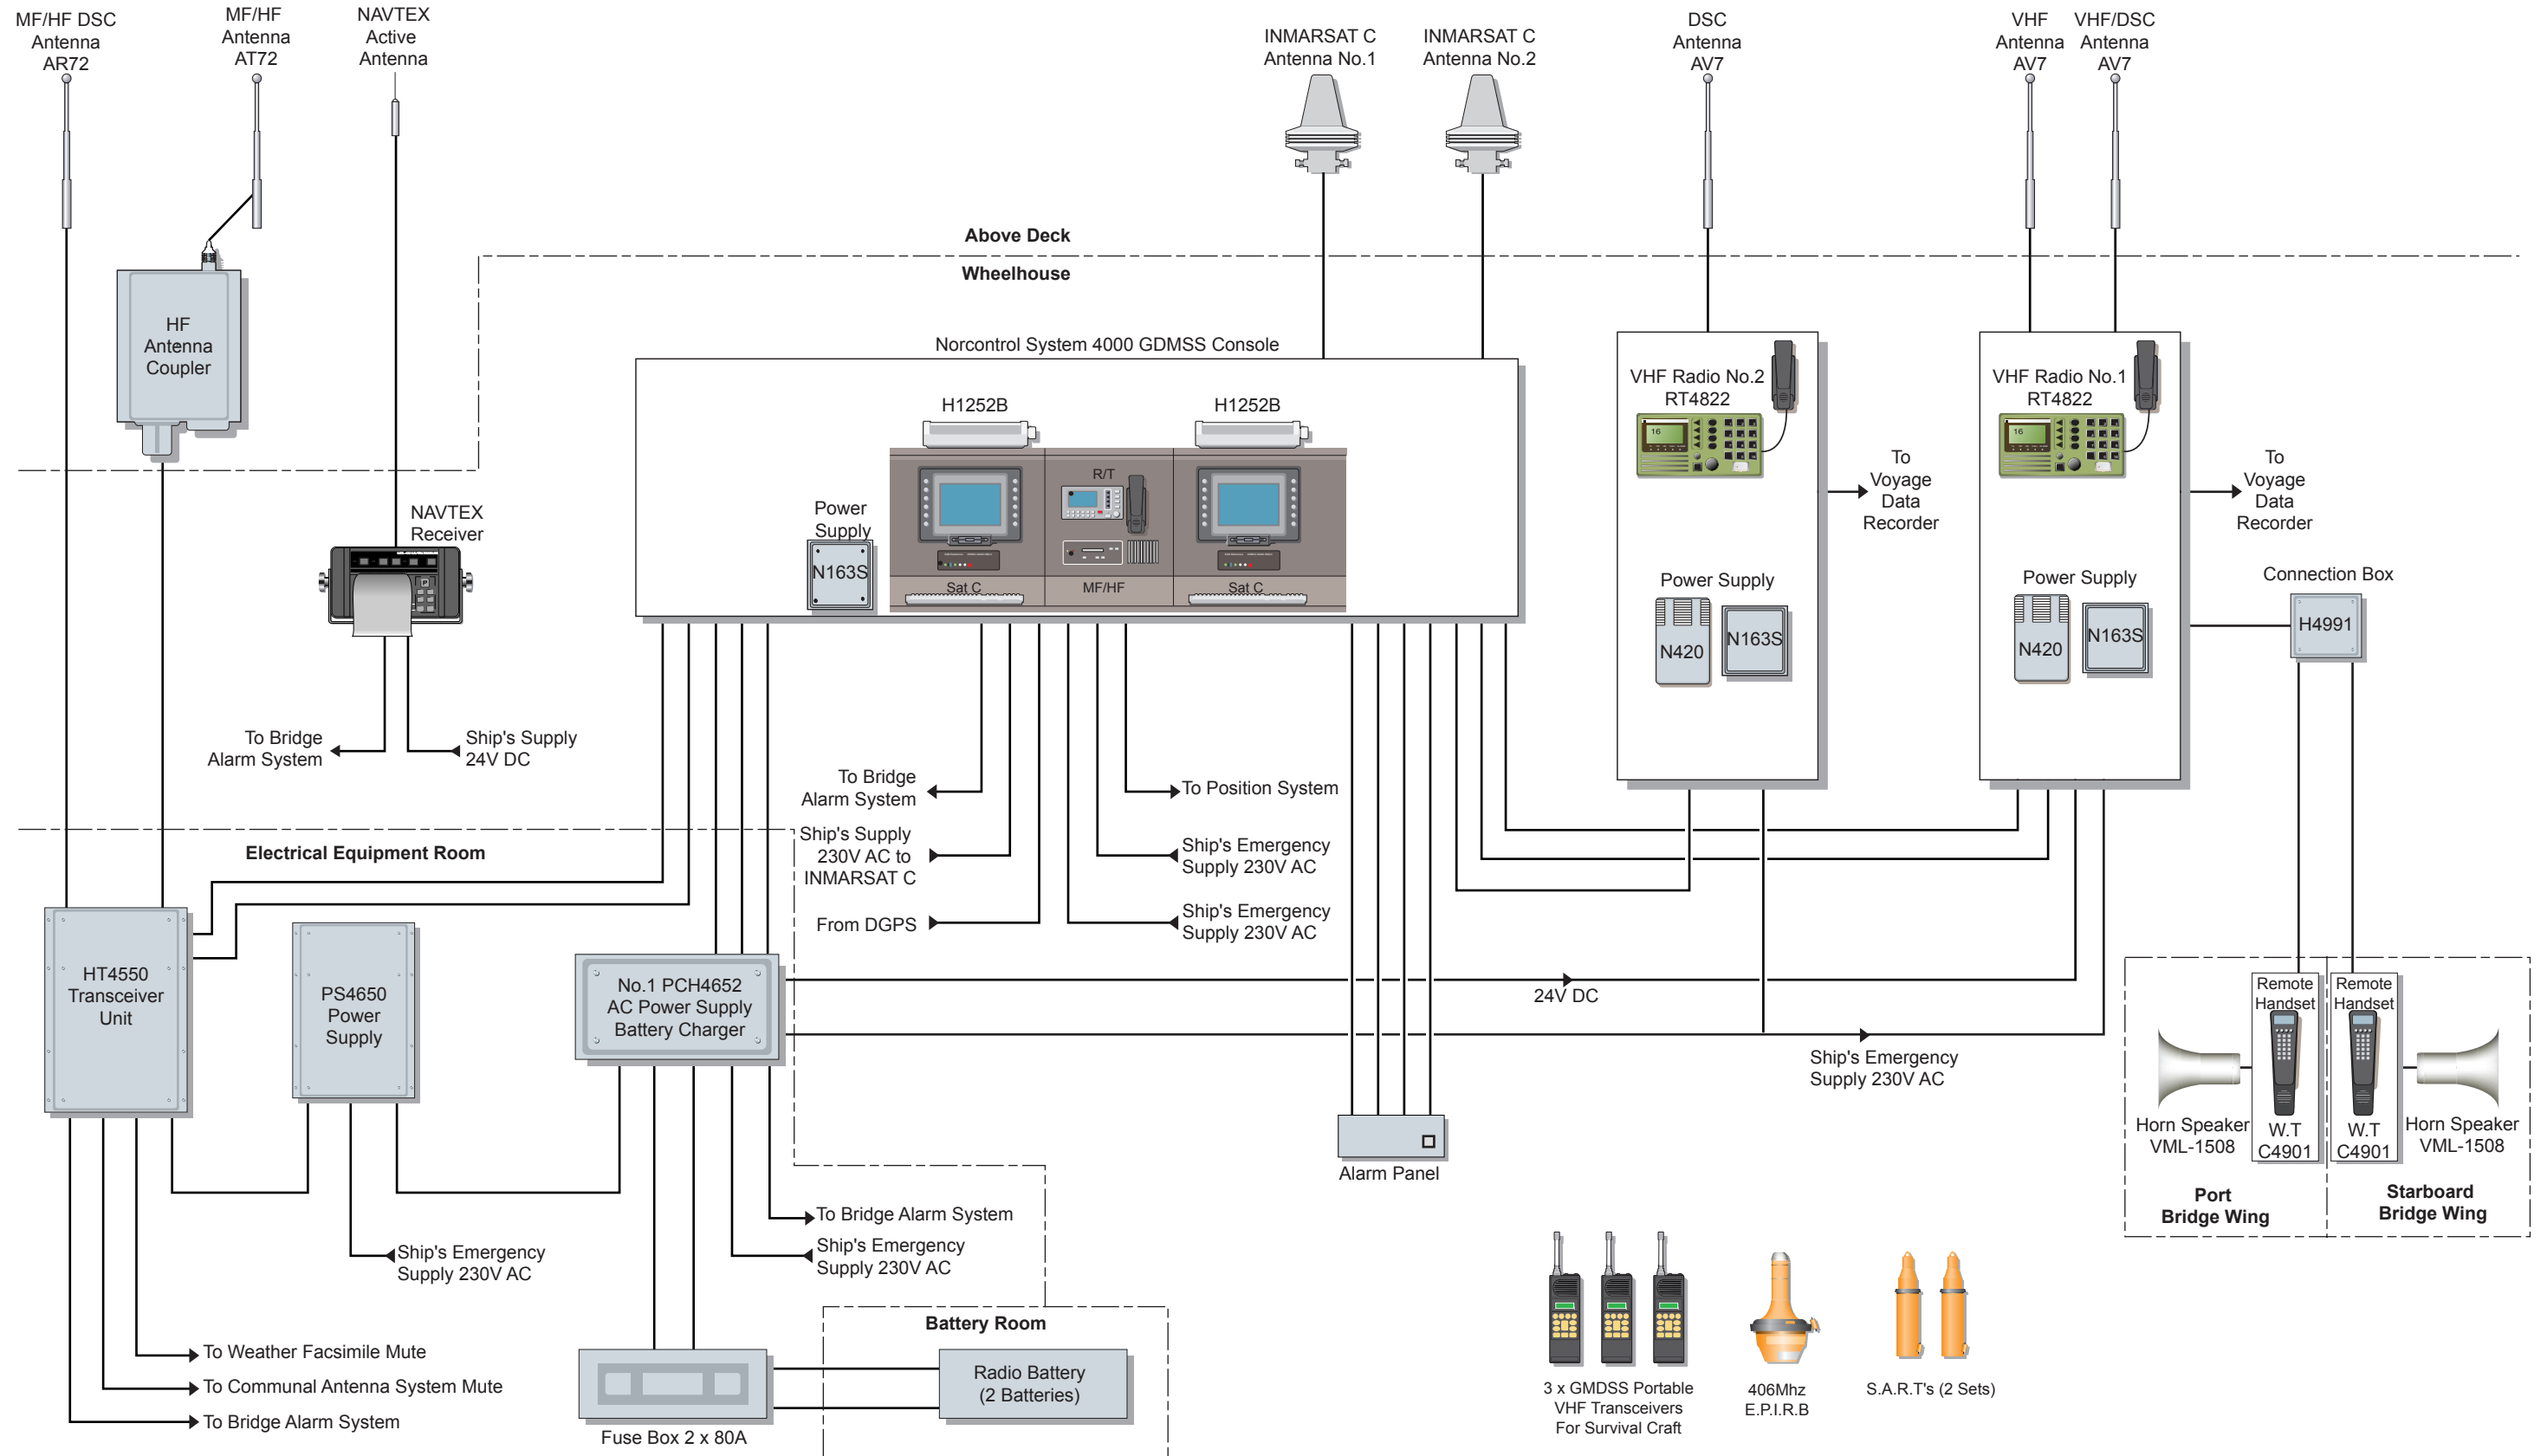 MF/HF DSC
Antenna
AR72
MF/HF
Antenna
AT72
NAVTEX
Active
Antenna
INMARSAT C
Antenna No.1
INMARSAT C
Antenna No.2
DSC
Antenna
AV7
VHF
Antenna
AV7
VHF/DSC
Antenna
AV7
Above Deck
Wheelhouse
HF
Antenna
Coupler
Norcontrol System 4000 GDMSS Console
H1252B
H1252B
R/T
Power
Supply
N163S
Sat C
MF/HF
Sat C
VHF Radio No.2
RT4822
16
To
Voyage
Data
Recorder
Power Supply
N420
N163S
VHF Radio No.1
RT4822
16
To
Voyage
Data
Recorder
Power Supply
N420
N163S
Connection Box
H4991
NAVTEX
Receiver
P
To Bridge
Alarm System
Ship's Supply
24V DC
To Bridge
Alarm System
To Position System
Ship's Supply
230V AC to
INMARSAT C
Ship's Emergency
Supply 230V AC
From DGPS
Ship's Emergency
Supply 230V AC
Electrical Equipment Room
HT4550
Transceiver
Unit
PS4650
Power
Supply
No.1 PCH4652
AC Power Supply
Battery Charger
24V DC
Ship's Emergency
Supply 230V AC
Remote
Handset
Remote
Handset
Horn Speaker
VML-1508
W.T
C4901
W.T
C4901
Horn Speaker
VML-1508
Port
Bridge Wing
Starboard
Bridge Wing
Alarm Panel
To Bridge Alarm System
Ship's Emergency
Supply 230V AC
Ship's Emergency
Supply 230V AC
To Weather Facsimile Mute
To Communal Antenna System Mute
To Bridge Alarm System
Battery Room
Radio Battery
(2 Batteries)
Fuse Box 2 x 80A
3 x GMDSS Portable
VHF Transceivers
For Survival Craft
406Mhz
E.P.I.R.B
S.A.R.T's (2 Sets)